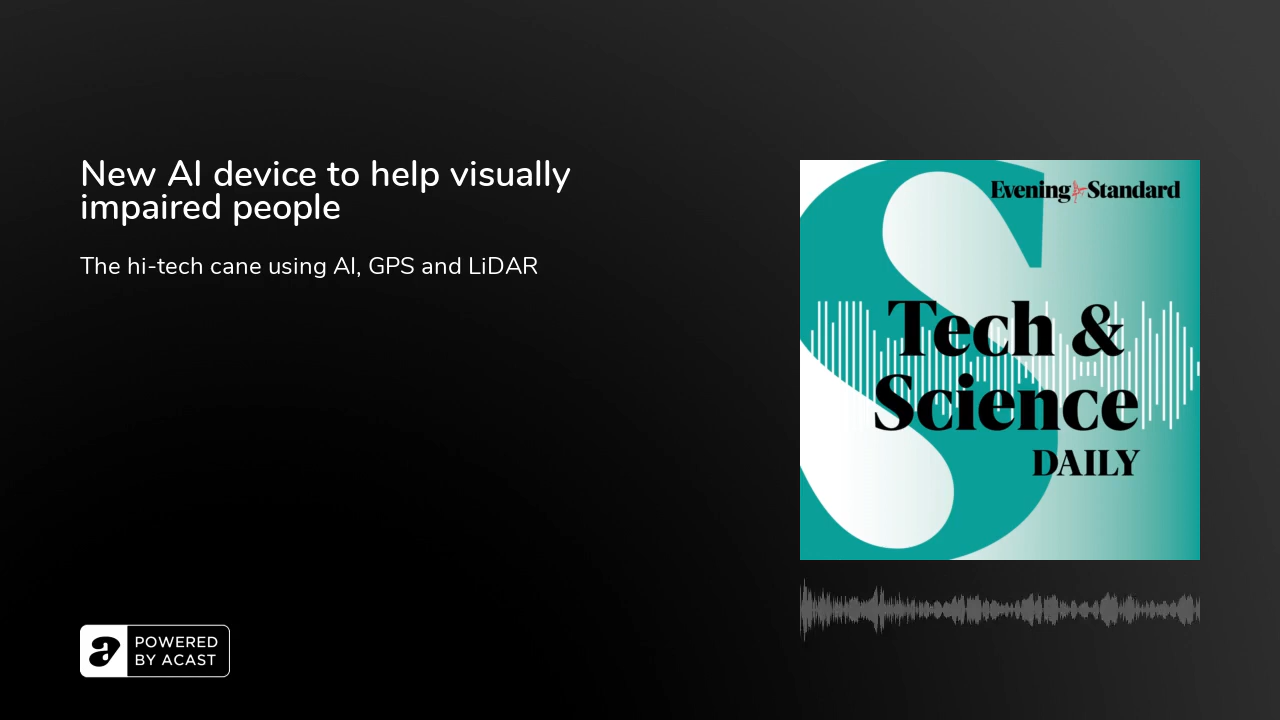 New AI device to help visually
impaired people
The hi-tech cane using AI, GPS and LiDAR
Evening Standard
Tech &
Science
DAILY
a
POWERED
BY ACAST